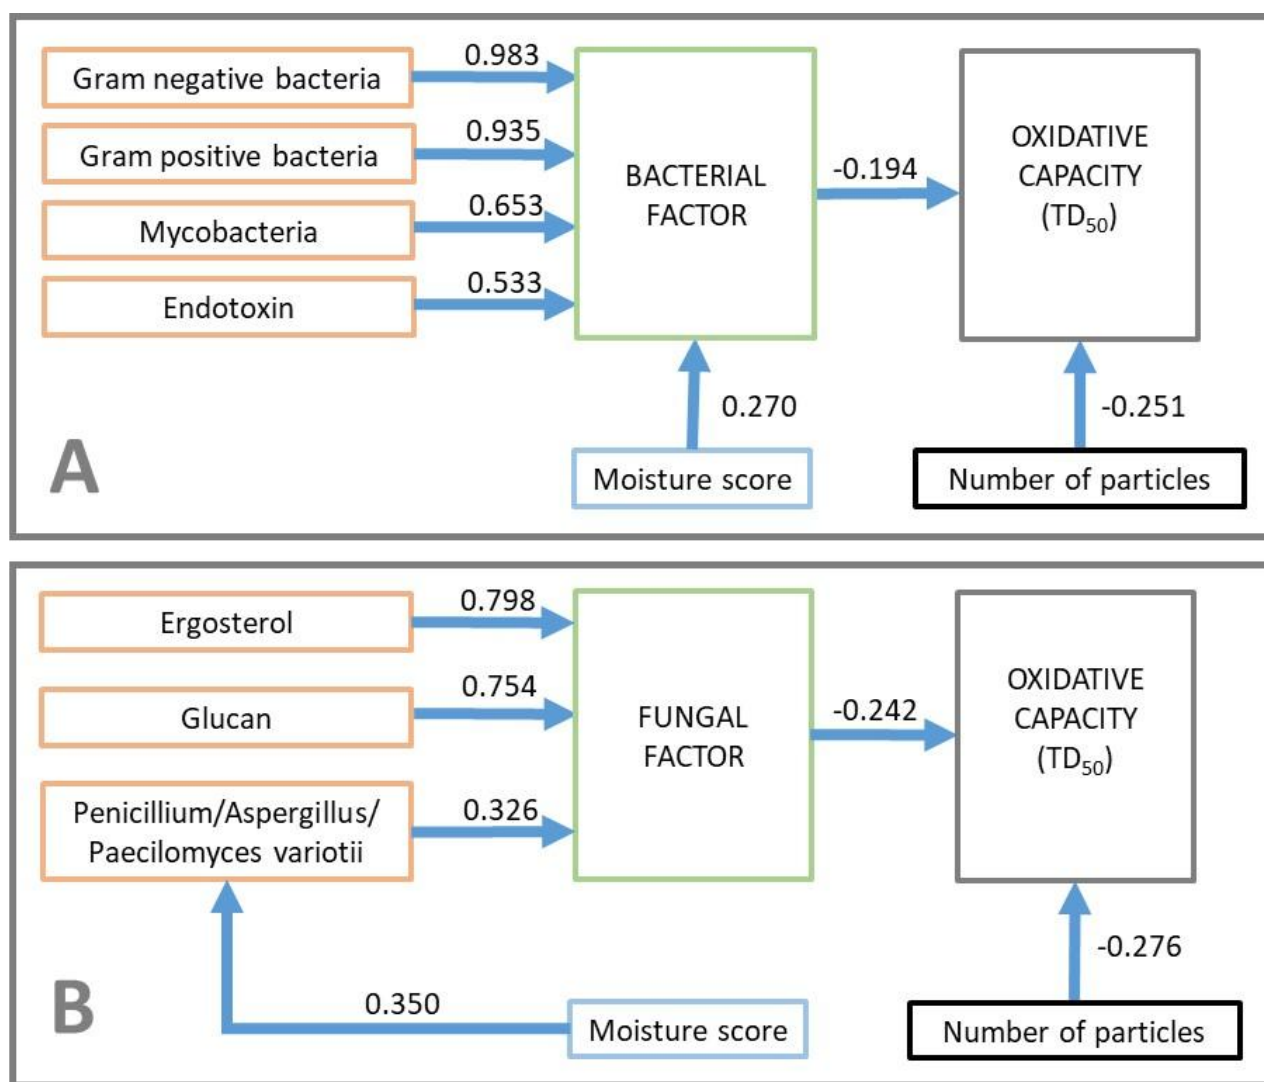 Gram negative bacteria
0.983
Gram positive bacteria
0.935
Mycobacteria
0.653
Endotoxin
0.533
BACTERIAL
FACTOR
-0.194
OXIDATIVE
CAPACITY
(TD50)
0.270
Moisture score
-0.251
Number of particles
A
Ergosterol
0.798
Glucan
0.754
Penicillium/Aspergillus/
Paecilomyces variotii
0.326
FUNGAL
FACTOR
-0.242
OXIDATIVE
CAPACITY
(TD50)
0.350
Moisture score
-0.276
Number of particles
B